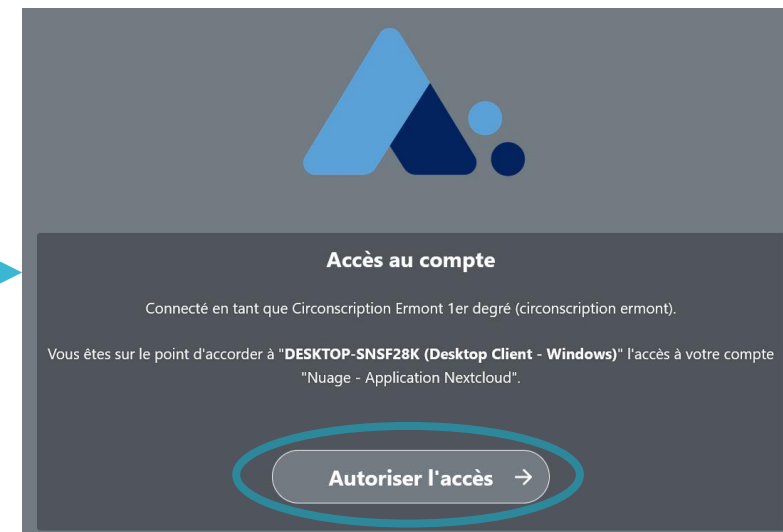 Accès au compte
Connecté en tant que Circonscription Ermont 1er degré (circonscription ermont).
Vous êtes sur le point d'accorder à "DESKTOP-SNSF28K (Desktop Client - Windows)" l'accès à votre compte
"Nuage - Application Nextcloud".
Autoriser l'accès →